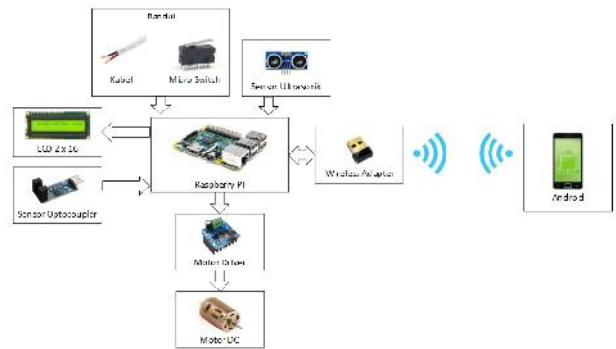 Bandul
Kabel
Micro Switch
Sensor Ultrasonik
LCD 2 x 16
Raspberry PI
Wireless Adapter
Android
Sensor Optocoupler
Motor Driver
Motor DC